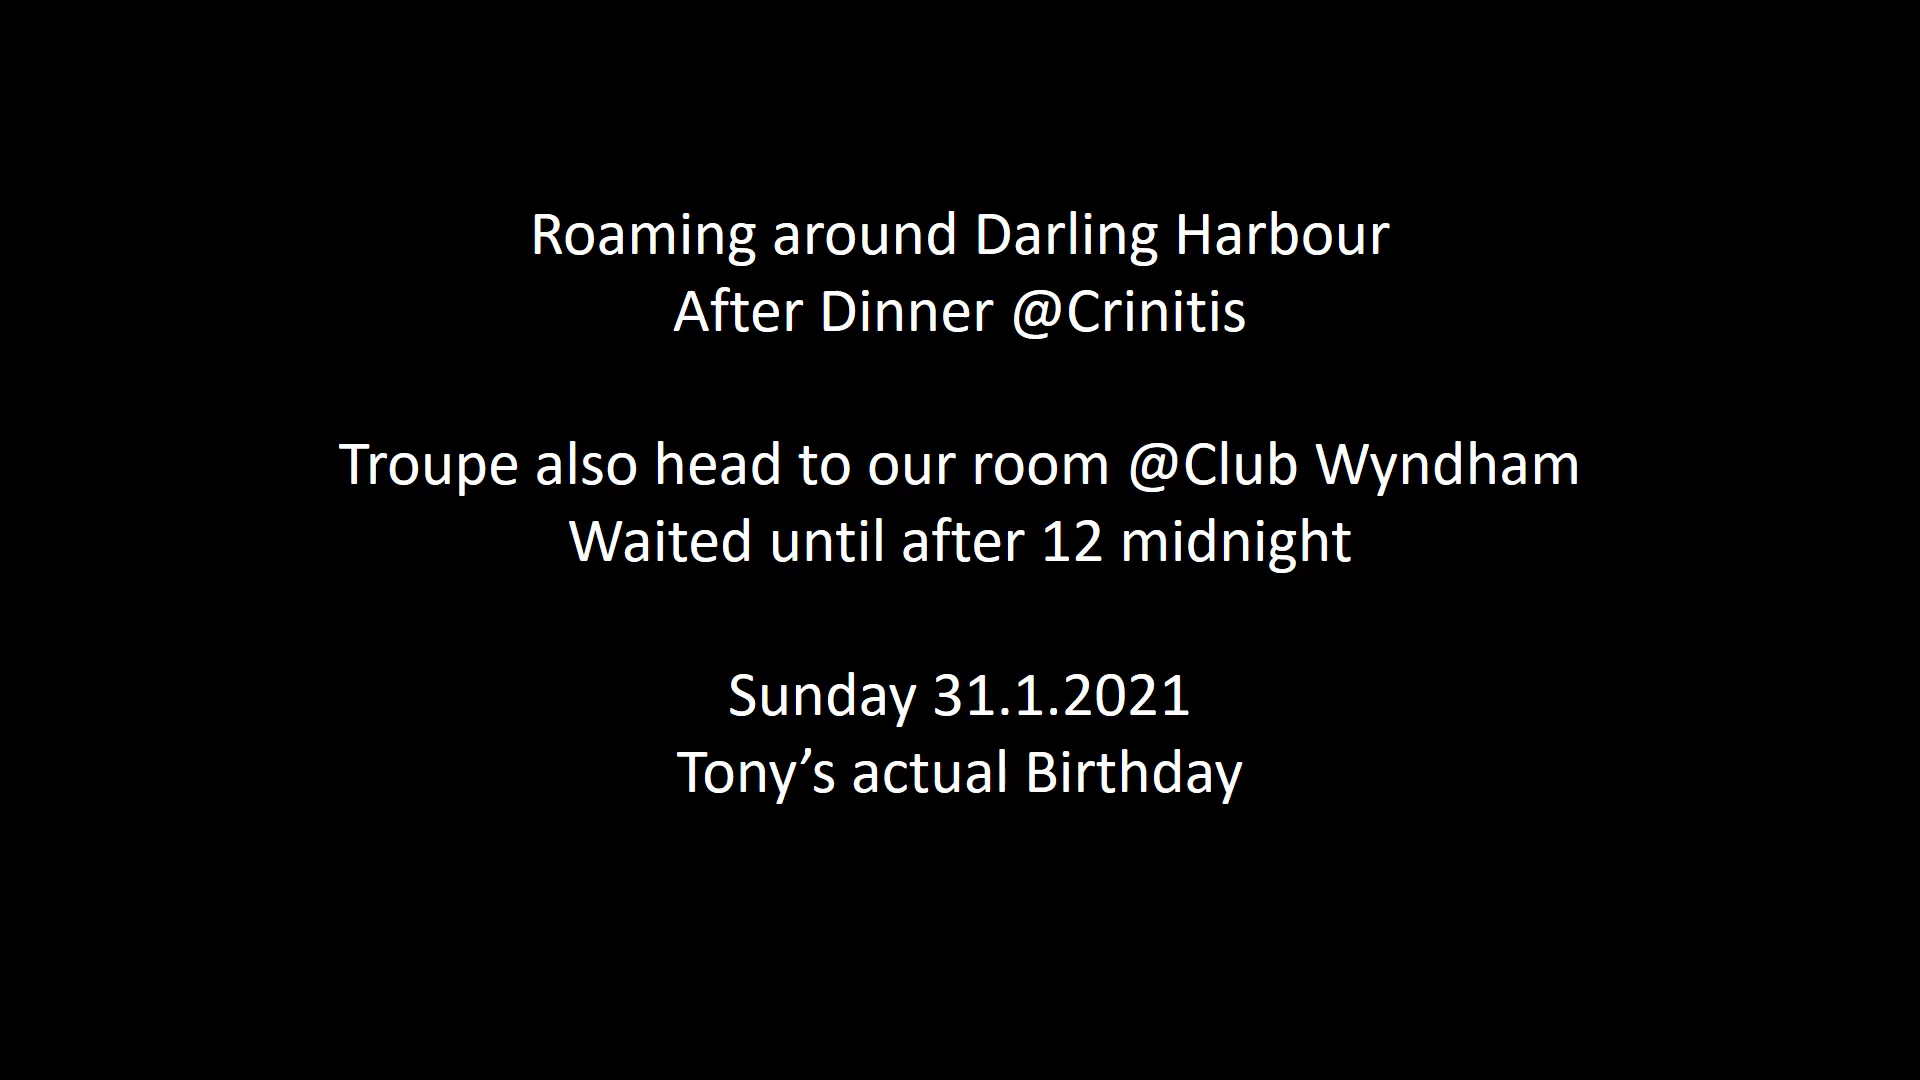 Roaming around Darling Harbour
After Dinner @Crinitis
Troupe also head to our room @Club Wyndham
Waited until after 12 midnight
Sunday 31.1.2021
Tony’s actual Birthday